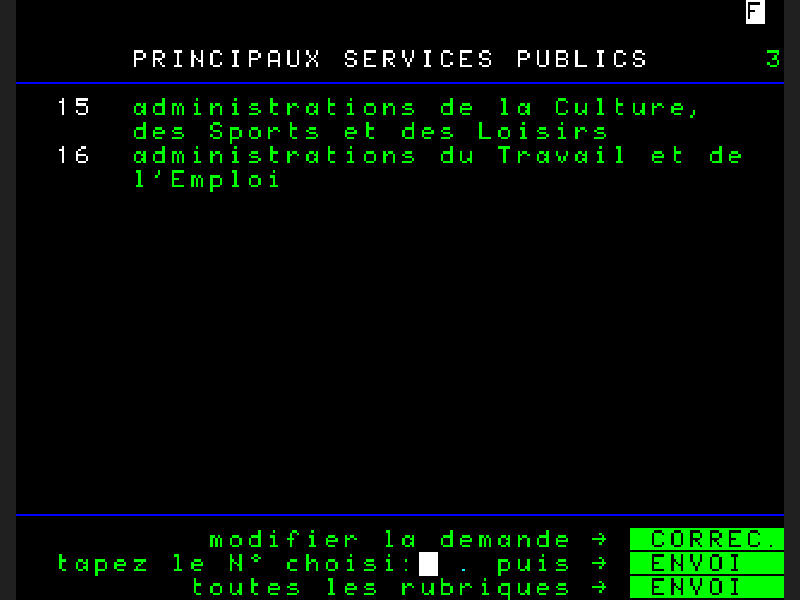 F
PRINCIPAUX SERVICES PUBLICS 3
15 administrations de la Culture,
des Sports et des Loisirs
16 administrations du Travail et de
l'Emploi
modifier la demande → CORREC.
tapez le N° choisi: . puis → ENVOI
toutes les rubriques → ENVOI